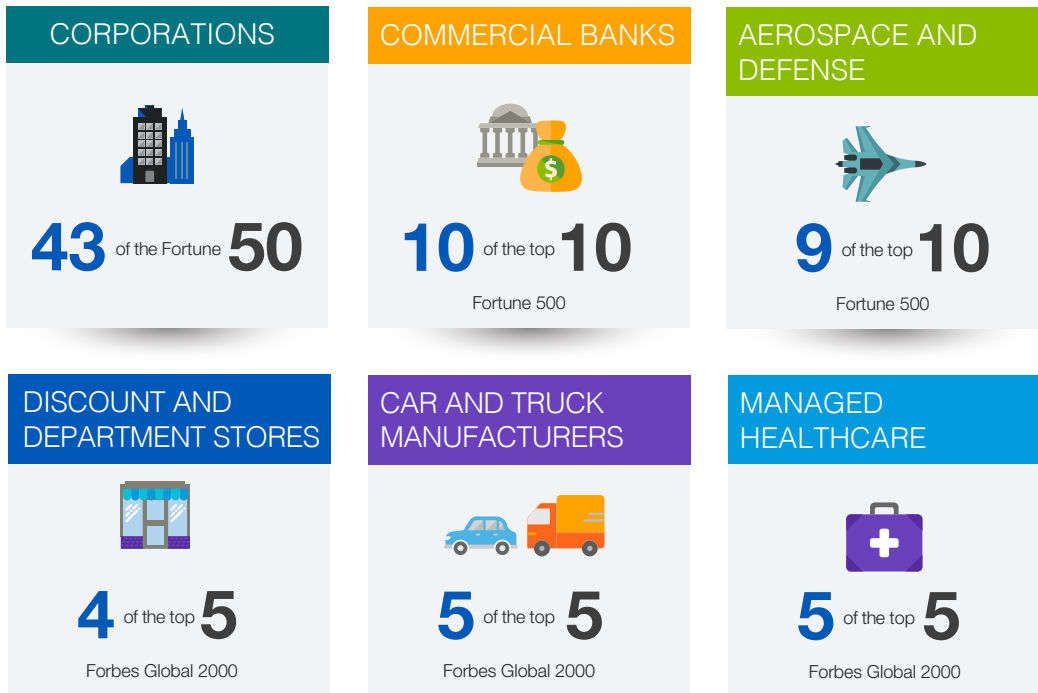 CORPORATIONS
43 of the Fortune 50
COMMERCIAL BANKS
$
10 of the top 10
Fortune 500
AEROSPACE AND
DEFENSE
9 of the top 10
Fortune 500
DISCOUNT AND
DEPARTMENT STORES
4 of the top 5
Forbes Global 2000
CAR AND TRUCK
MANUFACTURERS
5 of the top 5
Forbes Global 2000
MANAGED
HEALTHCARE
5 of the top 5
Forbes Global 2000